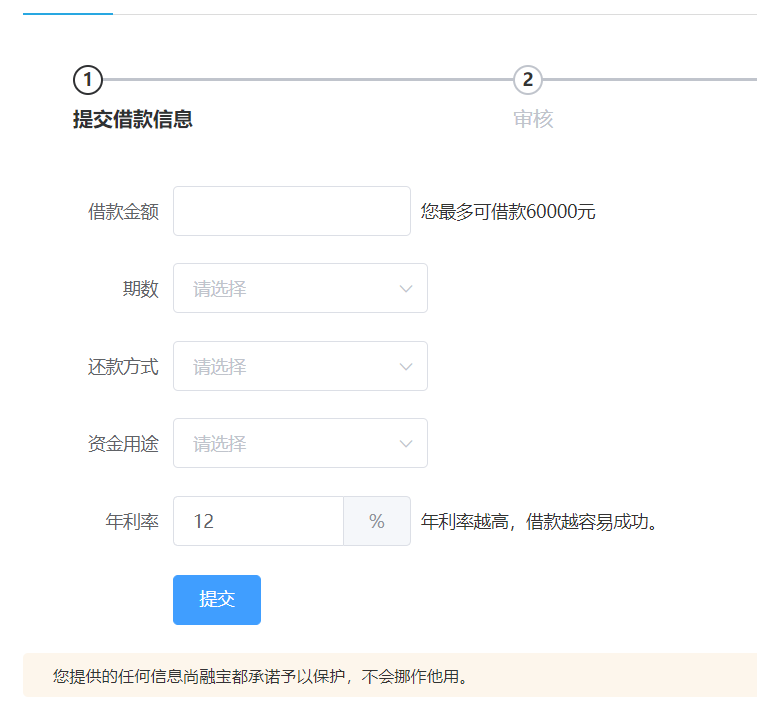 1
2
提交借款信息
审核
借款金额 您最多可借款60000元
期数 请选择
还款方式 请选择
资金用途 请选择
年利率 12 % 年利率越高，借款越容易成功。
提交
您提供的任何信息尚融宝都承诺予以保护，不会挪作他用。